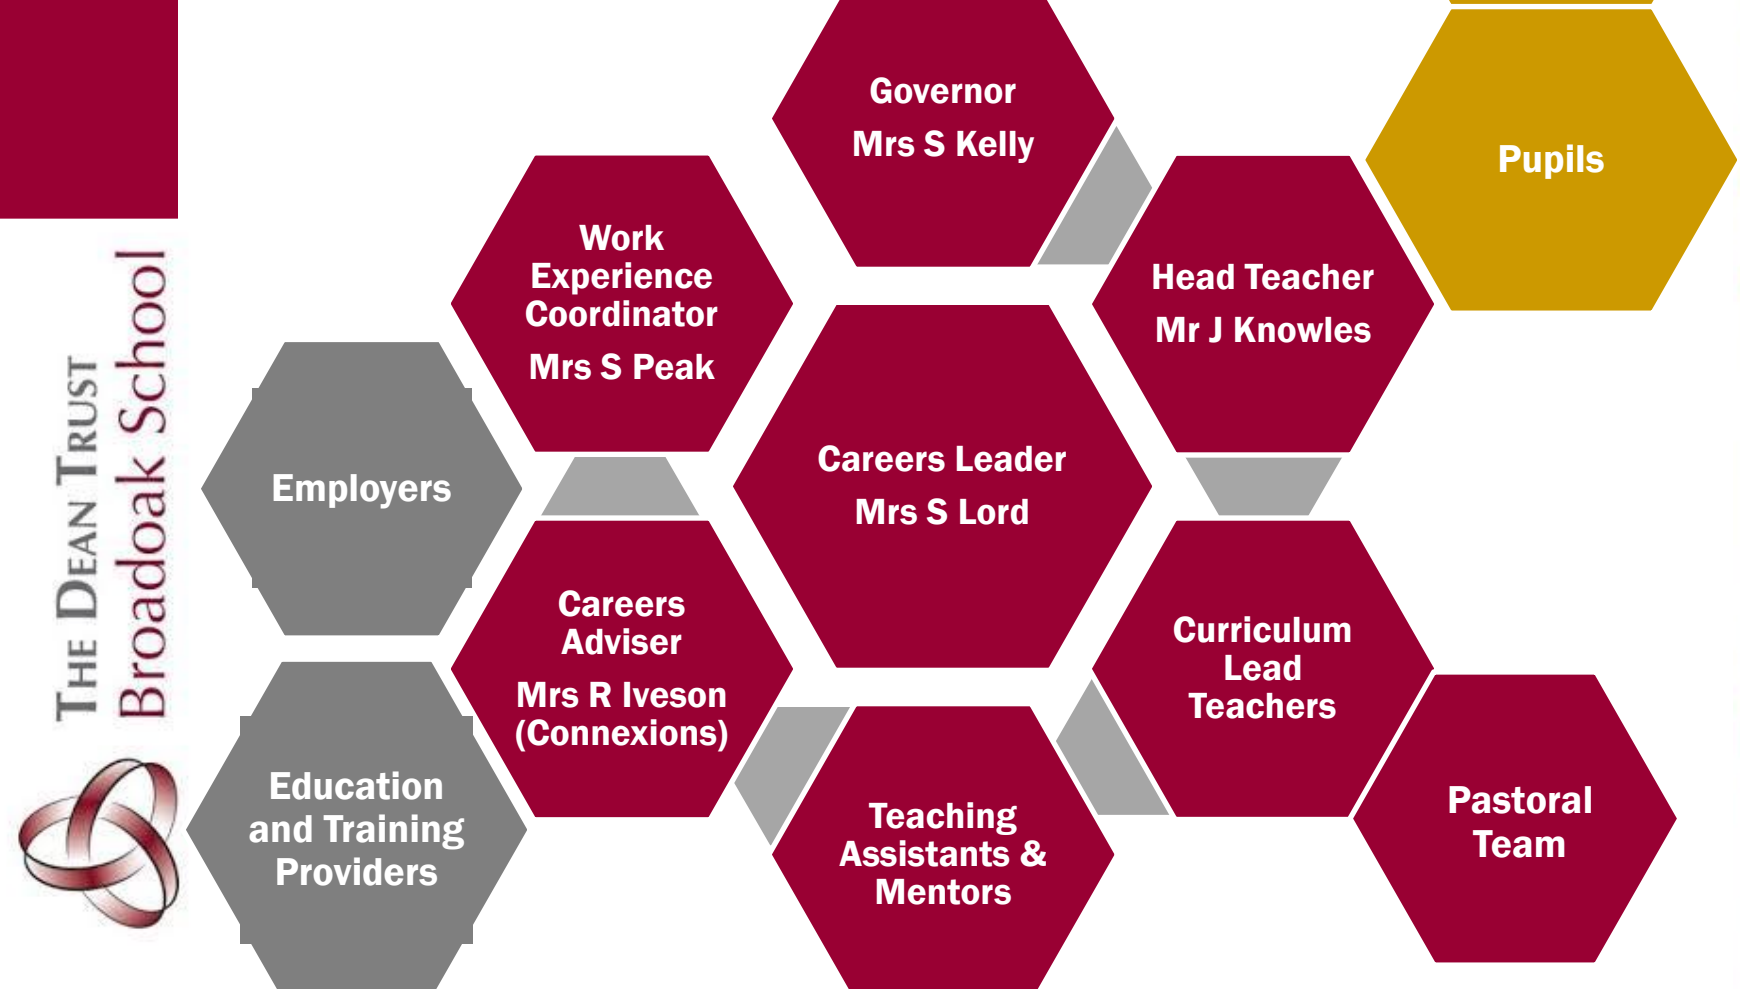 THE DEAN TRUST
Broadoak School
Governor
Mrs S Kelly
Pupils
Work
Experience
Coordinator
Mrs S Peak
Head Teacher
Mr J Knowles
Employers
Careers Leader
Mrs S Lord
Careers
Adviser
Mrs R Iveson
(Connexions)
Curriculum
Lead
Teachers
Education
and Training
Providers
Teaching
Assistants &
Mentors
Pastoral
Team